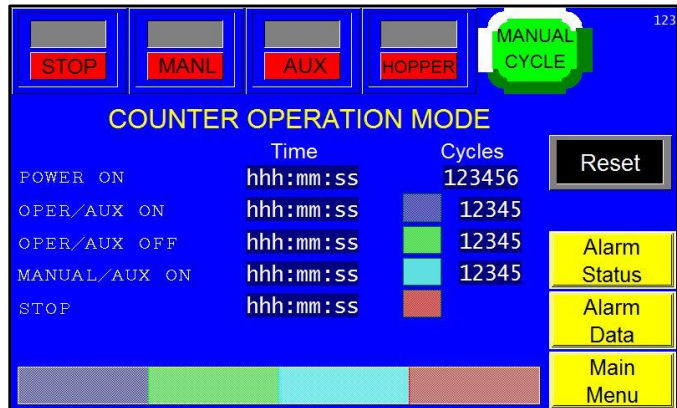 123
STOP MANL AUX HOPPER MANUAL
CYCLE
COUNTER OPERATION MODE
Time Cycles
Reset
POWER ON hhh:mm:ss 123456
OPER/AUX ON hhh:mm:ss 12345
OPER/AUX OFF hhh:mm:ss 12345
MANUAL/AUX ON hhh:mm:ss 12345
STOP hhh:mm:ss
Alarm
Status
Alarm
Data
Main
Menu